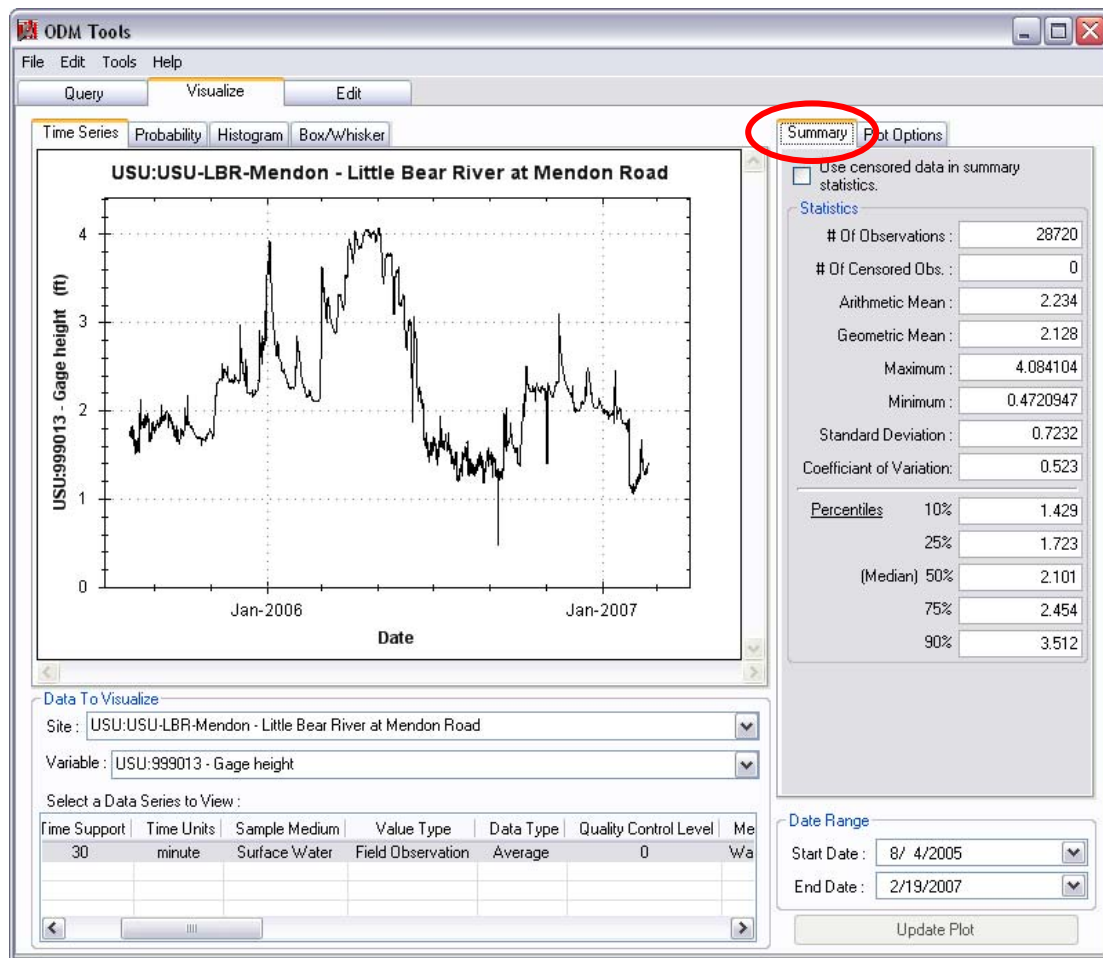 ODM Tools
File Edit Tools Help
Query Visualize Edit
Time Series Probability Histogram Box/Whisker
USU:USU-LBR-Mendon - Little Bear River at Mendon Road
USU:999013 - Gage height (ft)
4
3
2
1
0
Jan-2006 Jan-2007
Date
Summary Plot Options
Use censored data in summary
statistics.
Statistics
# Of Observations : 28720
# Of Censored Obs. : 0
Arithmetic Mean : 2.234
Geometric Mean : 2.128
Maximum : 4.084104
Minimum : 0.4720947
Standard Deviation : 0.7232
Coefficiant of Variation: 0.523
Percentiles 10% 1.429
25% 1.723
(Median) 50% 2.101
75% 2.454
90% 3.512
Data To Visualize
Site : USU:USU-LBR-Mendon - Little Bear River at Mendon Road
Variable : USU:999013 - Gage height
Select a Data Series to View :
Time Support Time Units Sample Medium Value Type Data Type Quality Control Level Me
30 minute Surface Water Field Observation Average 0 Wa
Date Range
Start Date : 8/ 4/2005
End Date : 2/19/2007
Update Plot